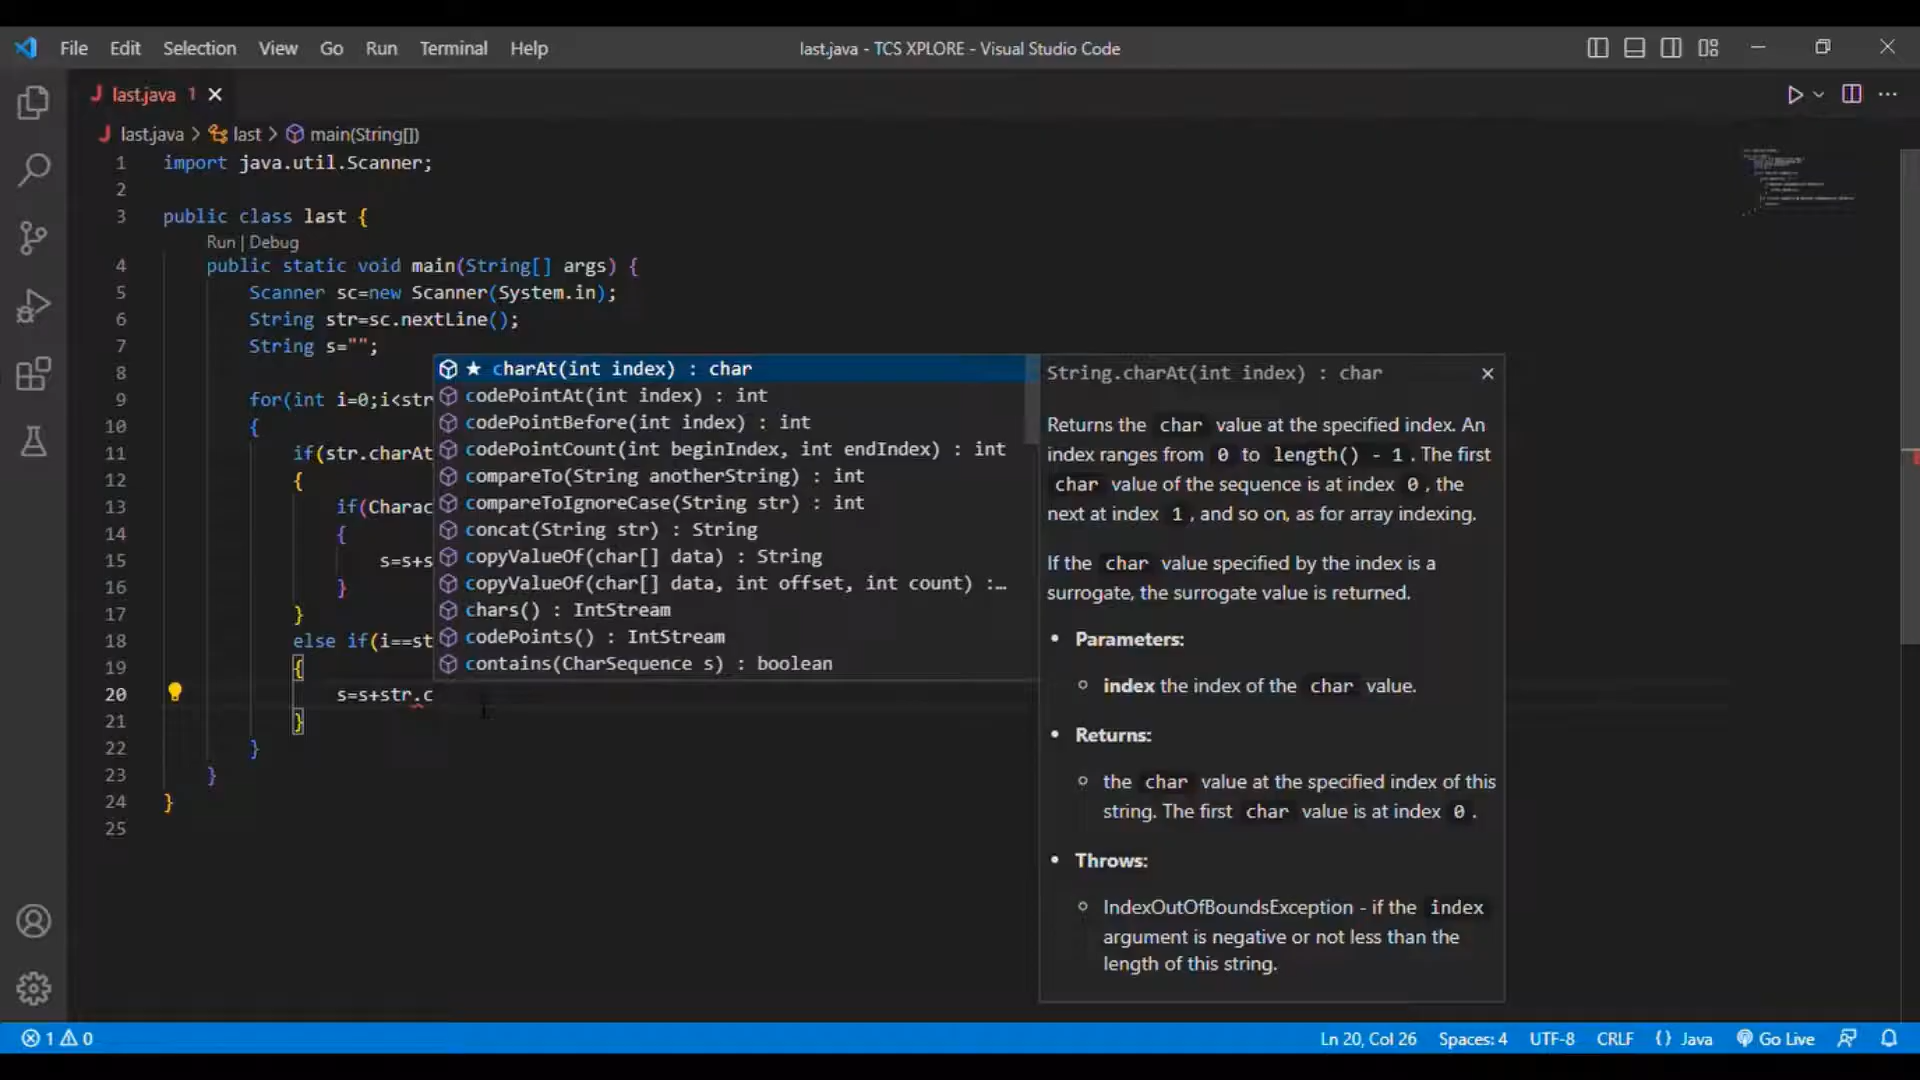 File Edit Selection View Go Run Terminal Help
last.java - TCS XPLORE - Visual Studio Code
last.java 1
last.java > last > main(String[])
1 import java.util.Scanner;
2
3 public class last {
Run | Debug
4 public static void main(String[] args) {
5 Scanner sc=new Scanner(System.in);
6 String str=sc.nextLine();
7 String s="";
8
9 for(int i=0;i<str
10 {
11 if(str.charAt
12 {
13 if(Charac
14 {
15 s=s+s
16 }
17 }
18 else if(i==st
19 {
20 s=s+str.c
21 }
22 }
23 }
24 }
25
★ charAt(int index) : char
codePointAt(int index) : int
codePointBefore(int index) : int
codePointCount(int beginIndex, int endIndex) : int
compareTo(String anotherString) : int
compareToIgnoreCase(String str) : int
concat(String str) : String
copyValueOf(char[] data) : String
copyValueOf(char[] data, int offset, int count) :…
chars() : IntStream
codePoints() : IntStream
contains(CharSequence s) : boolean
String.charAt(int index) : char
Returns the char value at the specified index. An
index ranges from 0 to length() - 1. The first
char value of the sequence is at index 0, the
next at index 1, and so on, as for array indexing.
If the char value specified by the index is a
surrogate, the surrogate value is returned.
• Parameters:
○ index the index of the char value.
• Returns:
○ the char value at the specified index of this
string. The first char value is at index 0.
• Throws:
○ IndexOutOfBoundsException - if the index
argument is negative or not less than the
length of this string.
1 0
Ln 20, Col 26 Spaces: 4 UTF-8 CRLF {} Java Go Live